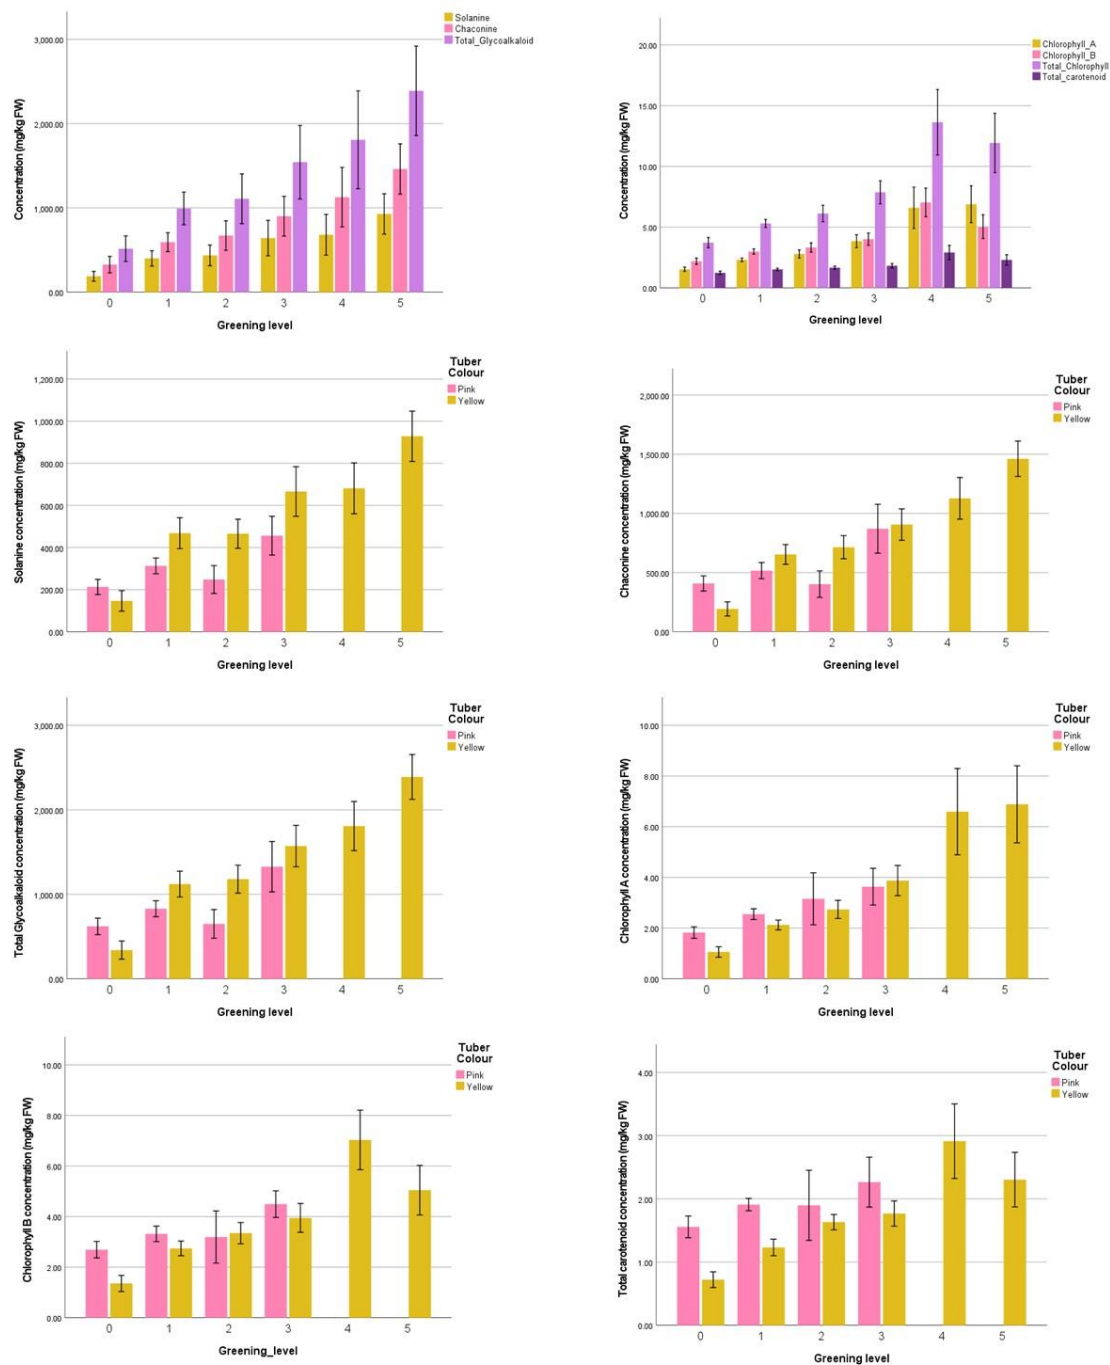 Solanine
Chaconine
Total_Glycoalkaloid
3,000.00
2,000.00
1,000.00
0.00
Concentration (mg/kg FW)
0 1 2 3 4 5
Greening level
Chlorophyll_A
Chlorophyll_B
Total_Chlorophyll
Total_carotenoid
20.00
15.00
10.00
5.00
0.00
Concentration (mg/kg FW)
0 1 2 3 4 5
Greening level
Tuber
Colour
Pink
Yellow
1,200.00
1,000.00
800.00
600.00
400.00
200.00
0.00
Solanine concentration (mg/kg FW)
0 1 2 3 4 5
Greening level
Tuber
Colour
Pink
Yellow
2,000.00
1,500.00
1,000.00
500.00
0.00
Chaconine concentration (mg/kg FW)
0 1 2 3 4 5
Greening level
Tuber
Colour
Pink
Yellow
3,000.00
2,000.00
1,000.00
0.00
Total Glycoalkaloid concentration (mg/kg FW)
0 1 2 3 4 5
Greening level
Tuber
Colour
Pink
Yellow
10.00
8.00
6.00
4.00
2.00
0.00
Chlorophyll A concentration (mg/kg FW)
0 1 2 3 4 5
Greening level
Tuber
Colour
Pink
Yellow
10.00
8.00
6.00
4.00
2.00
0.00
Chlorophyll B concentration (mg/kg FW)
0 1 2 3 4 5
Greening_level
Tuber
Colour
Pink
Yellow
4.00
3.00
2.00
1.00
0.00
Total carotenoid concentration (mg/kg FW)
0 1 2 3 4 5
Greening level